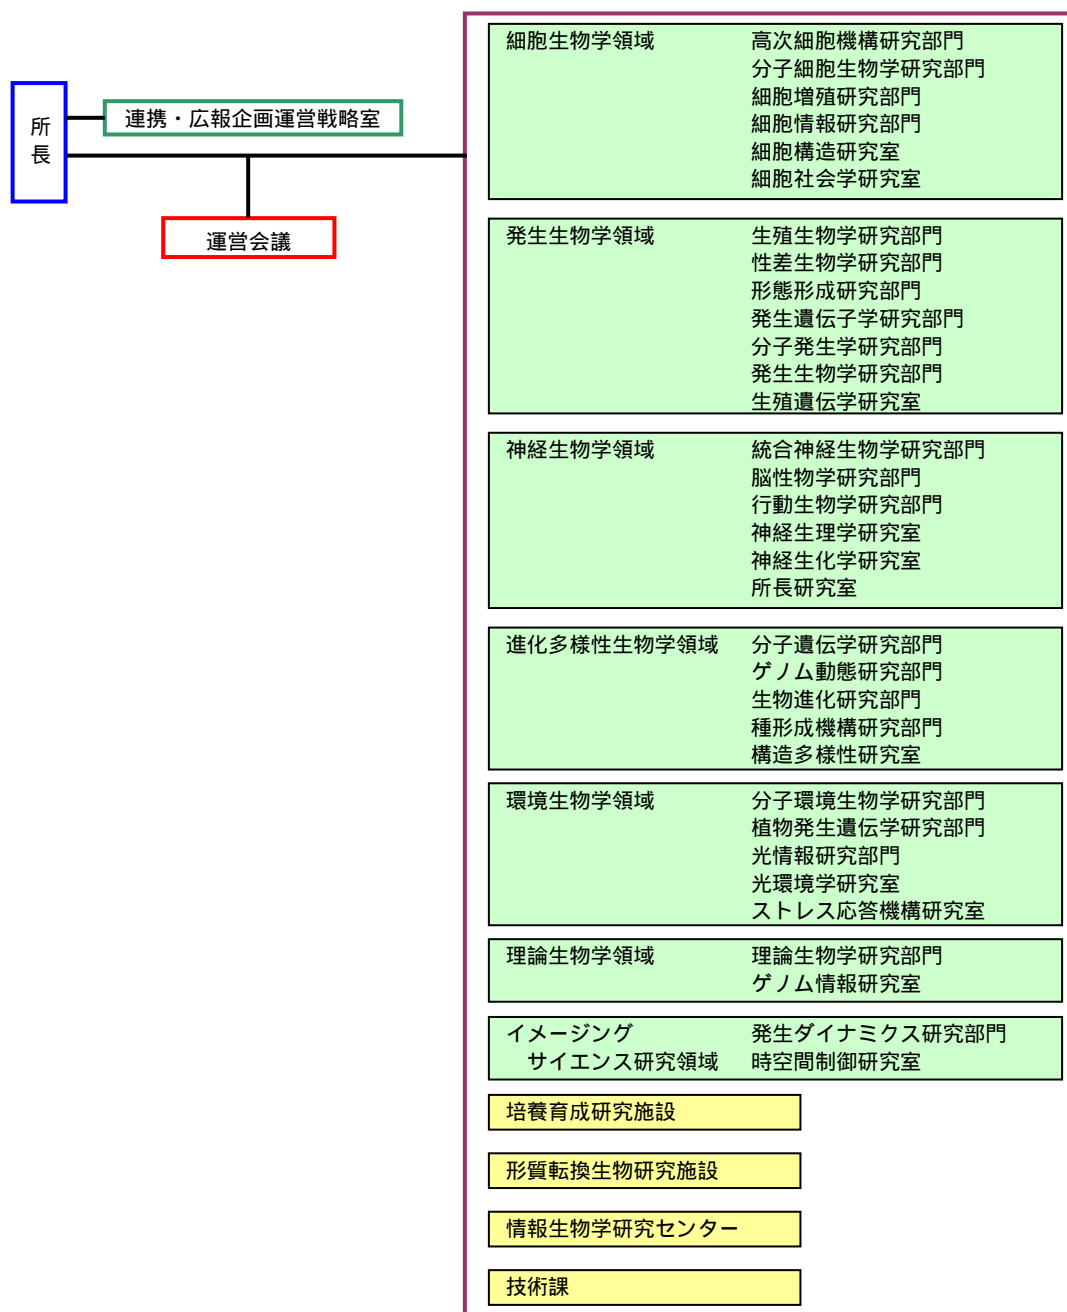 所
長
連携・広報企画運営戦略室
運営会議
細胞生物学領域 高次細胞機構研究部門
分子細胞生物学研究部門
細胞増殖研究部門
細胞情報研究部門
細胞構造研究室
細胞社会学研究室
発生生物学領域 生殖生物学研究部門
性差生物学研究部門
形態形成研究部門
発生遺伝子学研究部門
分子発生学研究部門
発生生物学研究部門
生殖遺伝学研究室
神経生物学領域 統合神経生物学研究部門
脳性物学研究部門
行動生物学研究部門
神経生理学研究室
神経生化学研究室
所長研究室
進化多様性生物学領域 分子遺伝学研究部門
ゲノム動態研究部門
生物進化研究部門
種形成機構研究部門
構造多様性研究室
環境生物学領域 分子環境生物学研究部門
植物発生遺伝学研究部門
光情報研究部門
光環境学研究室
ストレス応答機構研究室
理論生物学領域 理論生物学研究部門
ゲノム情報研究室
イメージング 発生ダイナミクス研究部門
サイエンス研究領域 時空間制御研究室
培養育成研究施設
形質転換生物研究施設
情報生物学研究センター
技術課